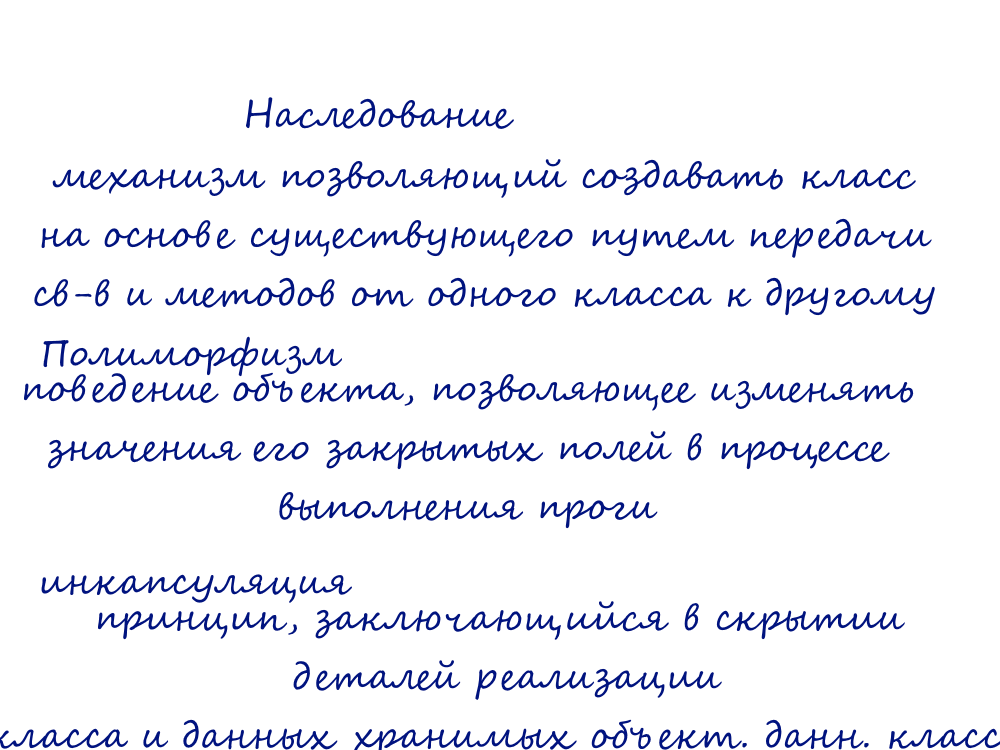 Наследование
механизм позволяющий создавать класс
на основе существующего путем передачи
св-в и методов от одного класса к другому
Полиморфизм
поведение объекта, позволяющее изменять
значения его закрытых полей в процессе
выполнения проги
инкапсуляция
принцип, заключающийся в скрытии
деталей реализации
класса и данных хранимых объект. данн. класс